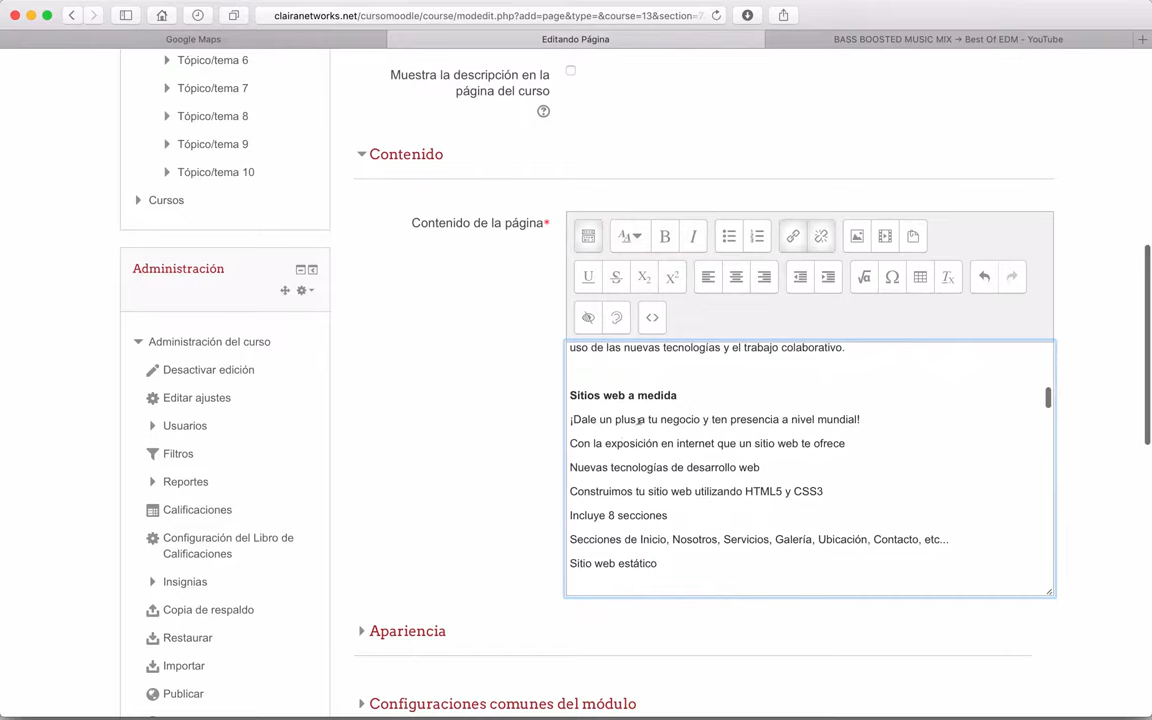 clairanetworks.net/cursomoodle/course/modedit.php?add=page&type=&course=13&section=7
Google Maps
Editando Página
BASS BOOSTED MUSIC MIX → Best Of EDM - YouTube
Tópico/tema 6
Tópico/tema 7
Tópico/tema 8
Tópico/tema 9
Tópico/tema 10
Cursos
Administración
Administración del curso
Desactivar edición
Editar ajustes
Usuarios
Filtros
Reportes
Calificaciones
Configuración del Libro de
Calificaciones
Insignias
Copia de respaldo
Restaurar
Importar
Publicar
Muestra la descripción en la
página del curso
Contenido
Contenido de la página*
uso de las nuevas tecnologías y el trabajo colaborativo.
Sitios web a medida
¡Dale un plus a tu negocio y ten presencia a nivel mundial!
Con la exposición en internet que un sitio web te ofrece
Nuevas tecnologías de desarrollo web
Construimos tu sitio web utilizando HTML5 y CSS3
Incluye 8 secciones
Secciones de Inicio, Nosotros, Servicios, Galería, Ubicación, Contacto, etc...
Sitio web estático
Apariencia
Configuraciones comunes del módulo